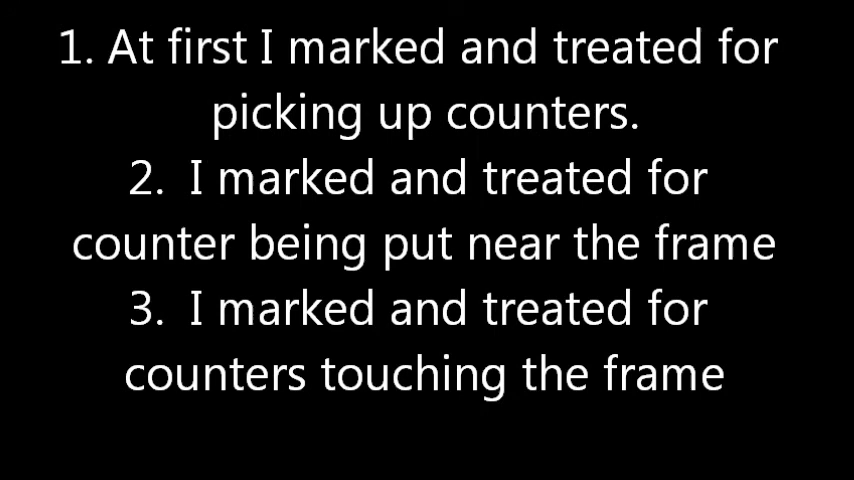 1. At first I marked and treated for
picking up counters.
2.  I marked and treated for
counter being put near the frame
3.  I marked and treated for
counters touching the frame